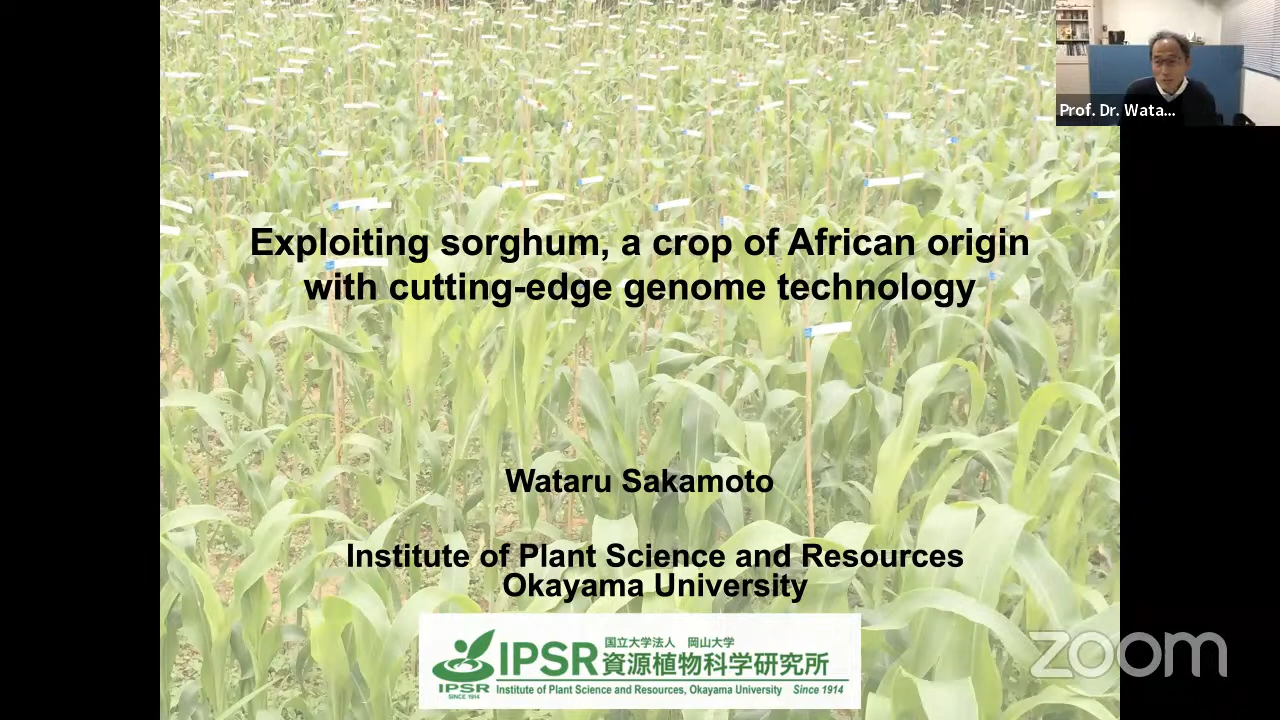 Prof. Dr. Wata...
Exploiting sorghum, a crop of African origin
with cutting-edge genome technology
Wataru Sakamoto
Institute of Plant Science and Resources
Okayama University
IPSR
SINCE 1914
IPSR
国立大学法人 岡山大学
資源植物科学研究所
Institute of Plant Science and Resources, Okayama University Since 1914
zoom